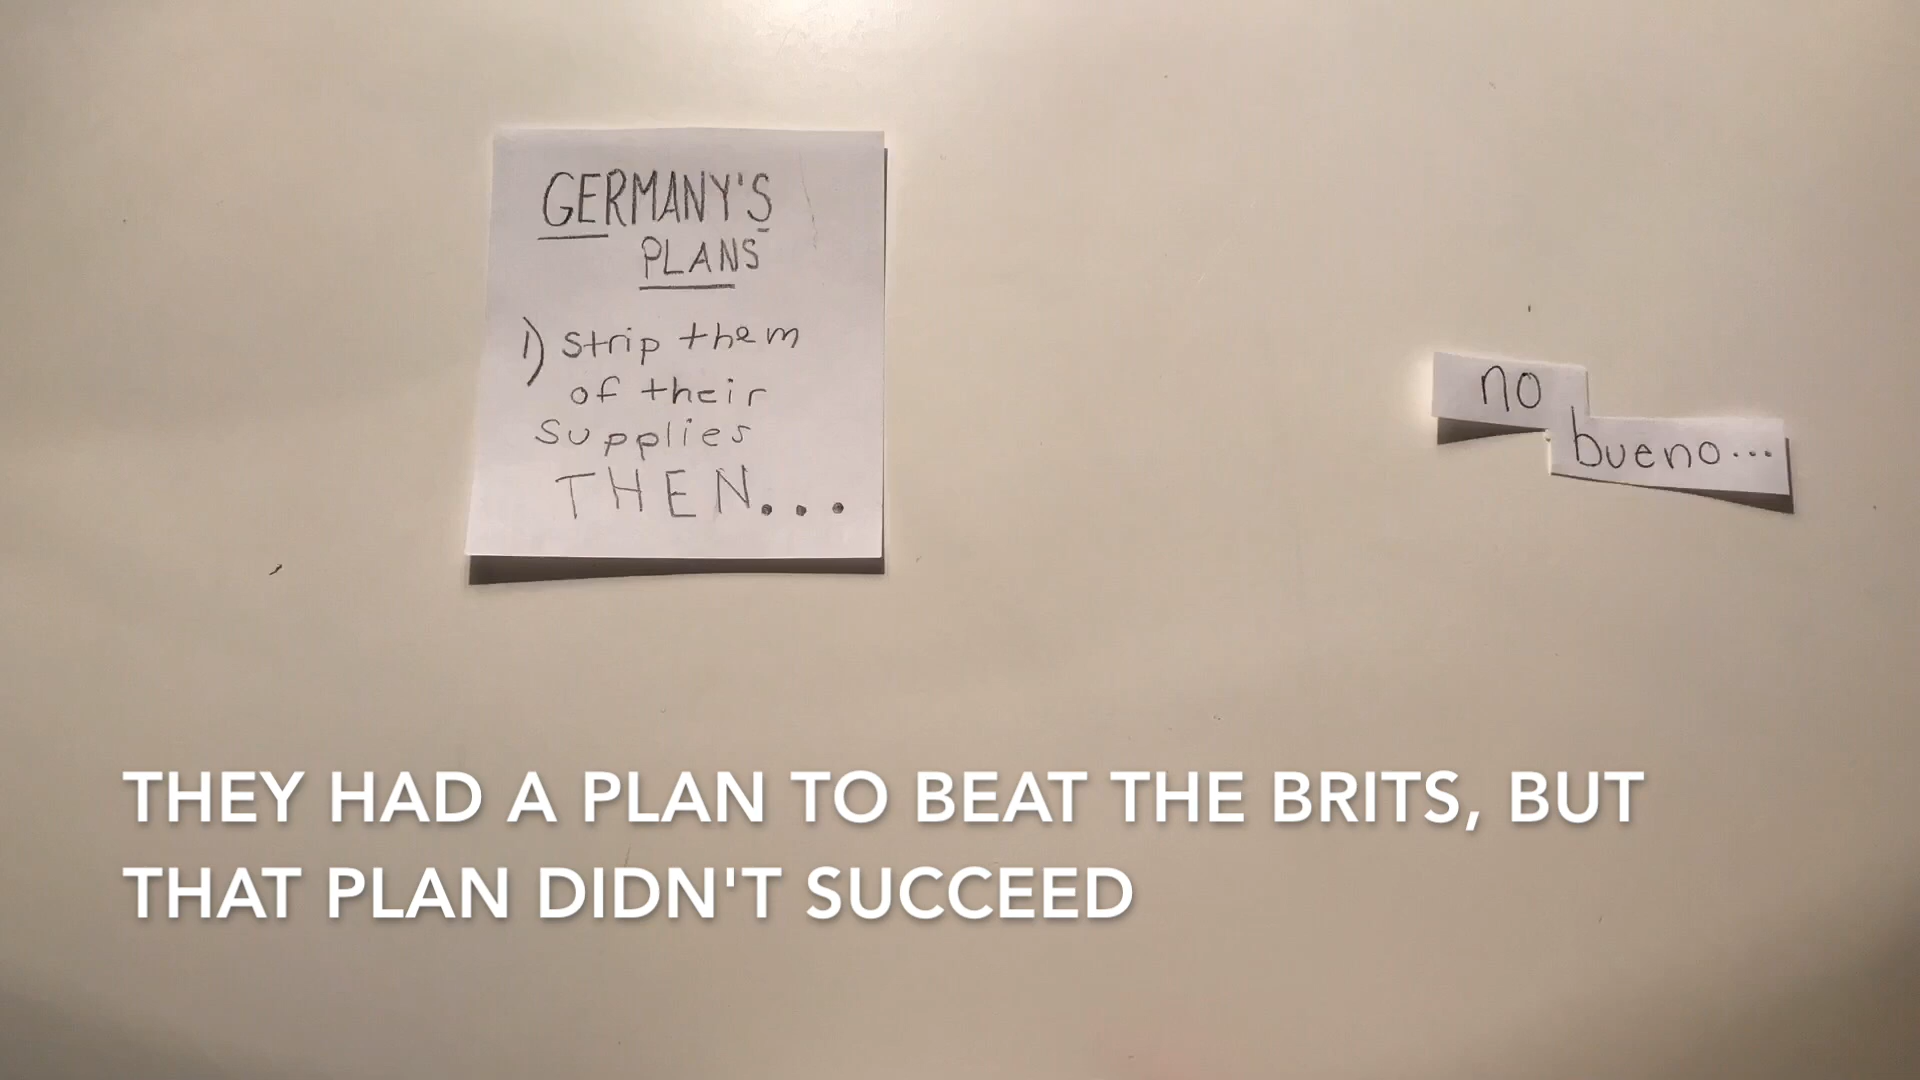 GERMANY'S
PLANS
1) strip them
of their
supplies
THEN...
no
bueno...
THEY HAD A PLAN TO BEAT THE BRITS, BUT
THAT PLAN DIDN'T SUCCEED